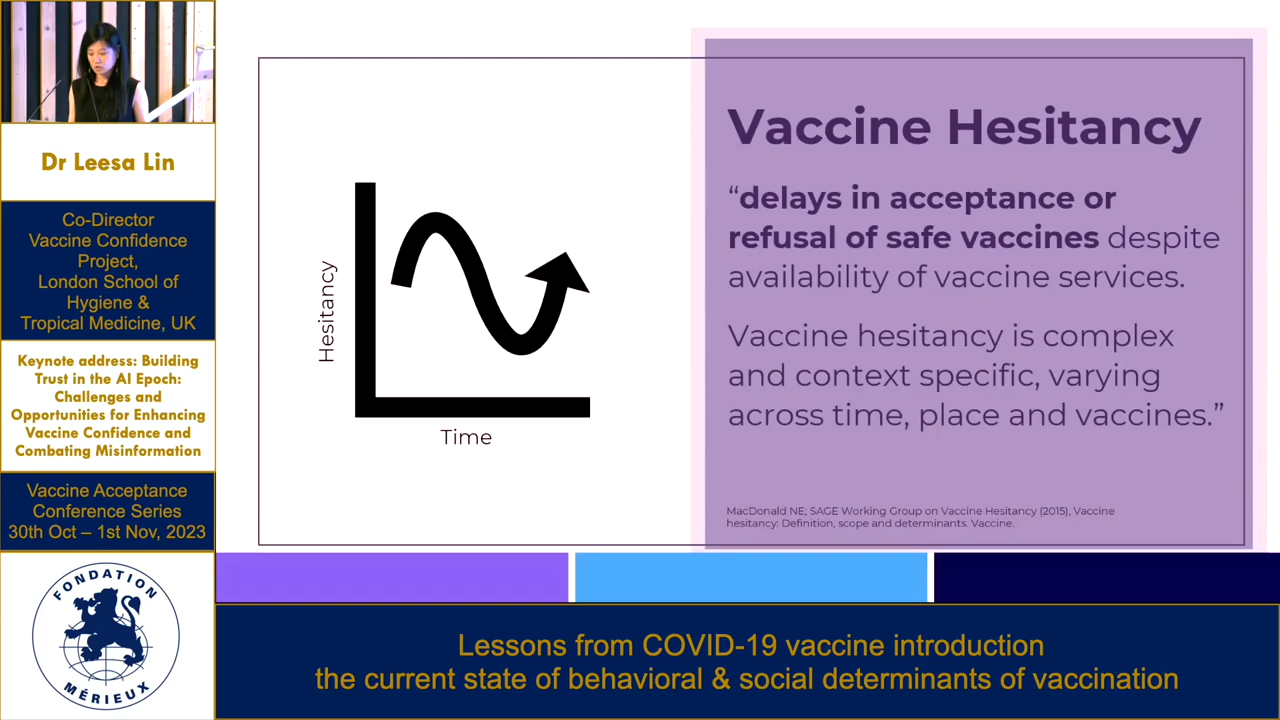 Dr Leesa Lin
Co-Director
Vaccine Confidence
Project,
London School of
Hygiene &
Tropical Medicine, UK
Keynote address: Building
Trust in the AI Epoch:
Challenges and
Opportunities for Enhancing
Vaccine Confidence and
Combating Misinformation
Vaccine Acceptance
Conference Series
30th Oct – 1st Nov, 2023
FONDATION
MÉRIEUX
Hesitancy
Time
Vaccine Hesitancy
“delays in acceptance or
refusal of safe vaccines despite
availability of vaccine services.
Vaccine hesitancy is complex
and context specific, varying
across time, place and vaccines.”
MacDonald NE; SAGE Working Group on Vaccine Hesitancy (2015), Vaccine
hesitancy: Definition, scope and determinants. Vaccine.
Lessons from COVID-19 vaccine introduction
the current state of behavioral & social determinants of vaccination